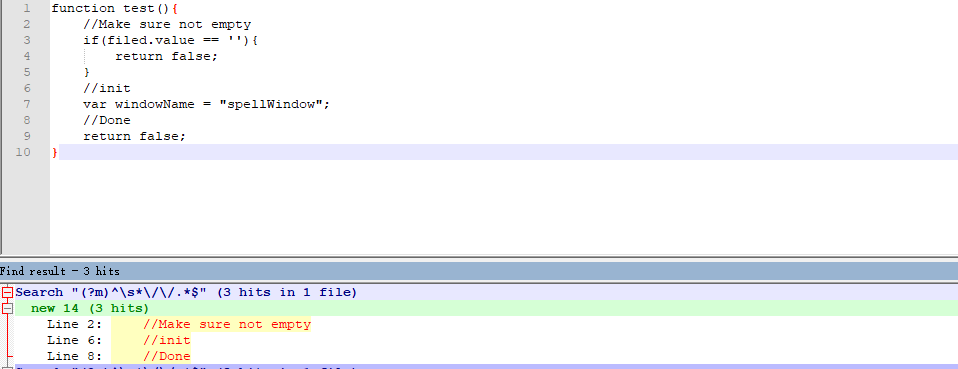 1 function test(){
2 //Make sure not empty
3 if(filed.value == ''){
4 return false;
5 }
6 //init
7 var windowName = "spellWindow";
8 //Done
9 return false;
10 }
Find result - 3 hits
Search "(?m)^\s*\/\/.*$" (3 hits in 1 file)
new 14 (3 hits)
Line 2: //Make sure not empty
Line 6: //init
Line 8: //Done